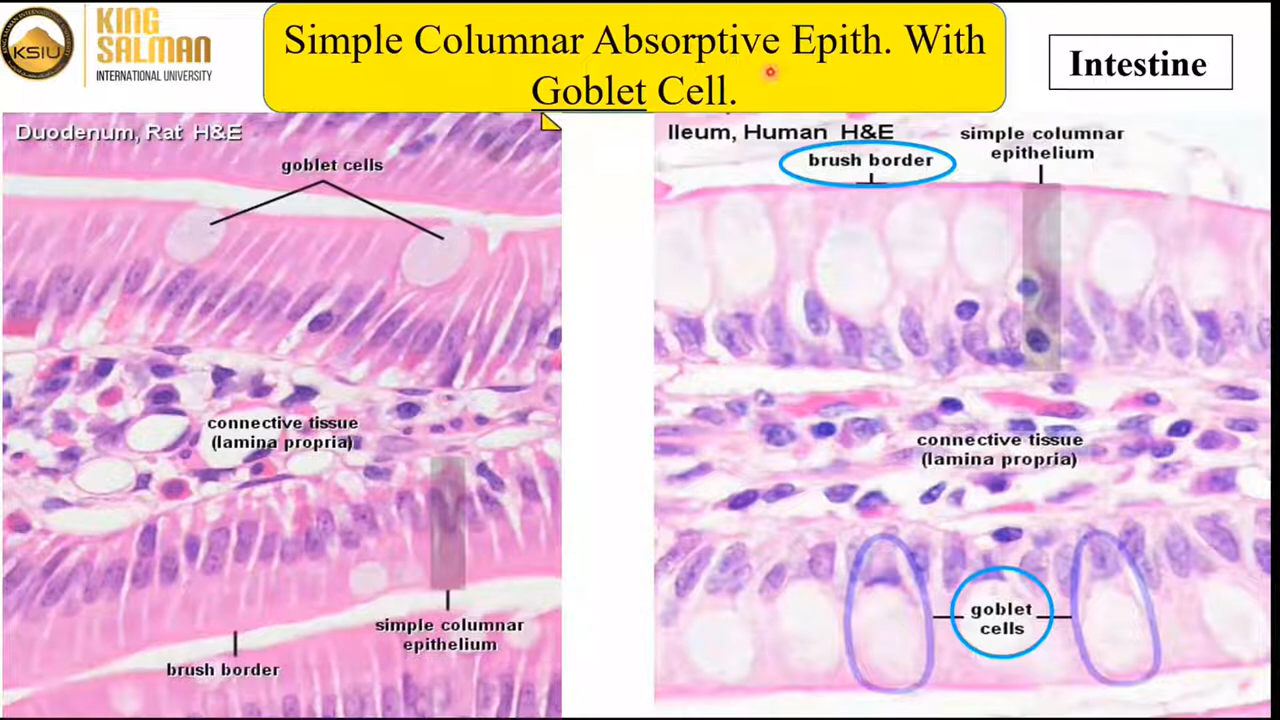 KSIU
KING
SALMAN
INTERNATIONAL UNIVERSITY
Simple Columnar Absorptive Epith. With
Goblet Cell.
Intestine
Duodenum, Rat H&E
goblet cells
connective tissue
(lamina propria)
simple columnar
epithelium
brush border
Ileum, Human H&E
brush border
simple columnar
epithelium
connective tissue
(lamina propria)
goblet
cells